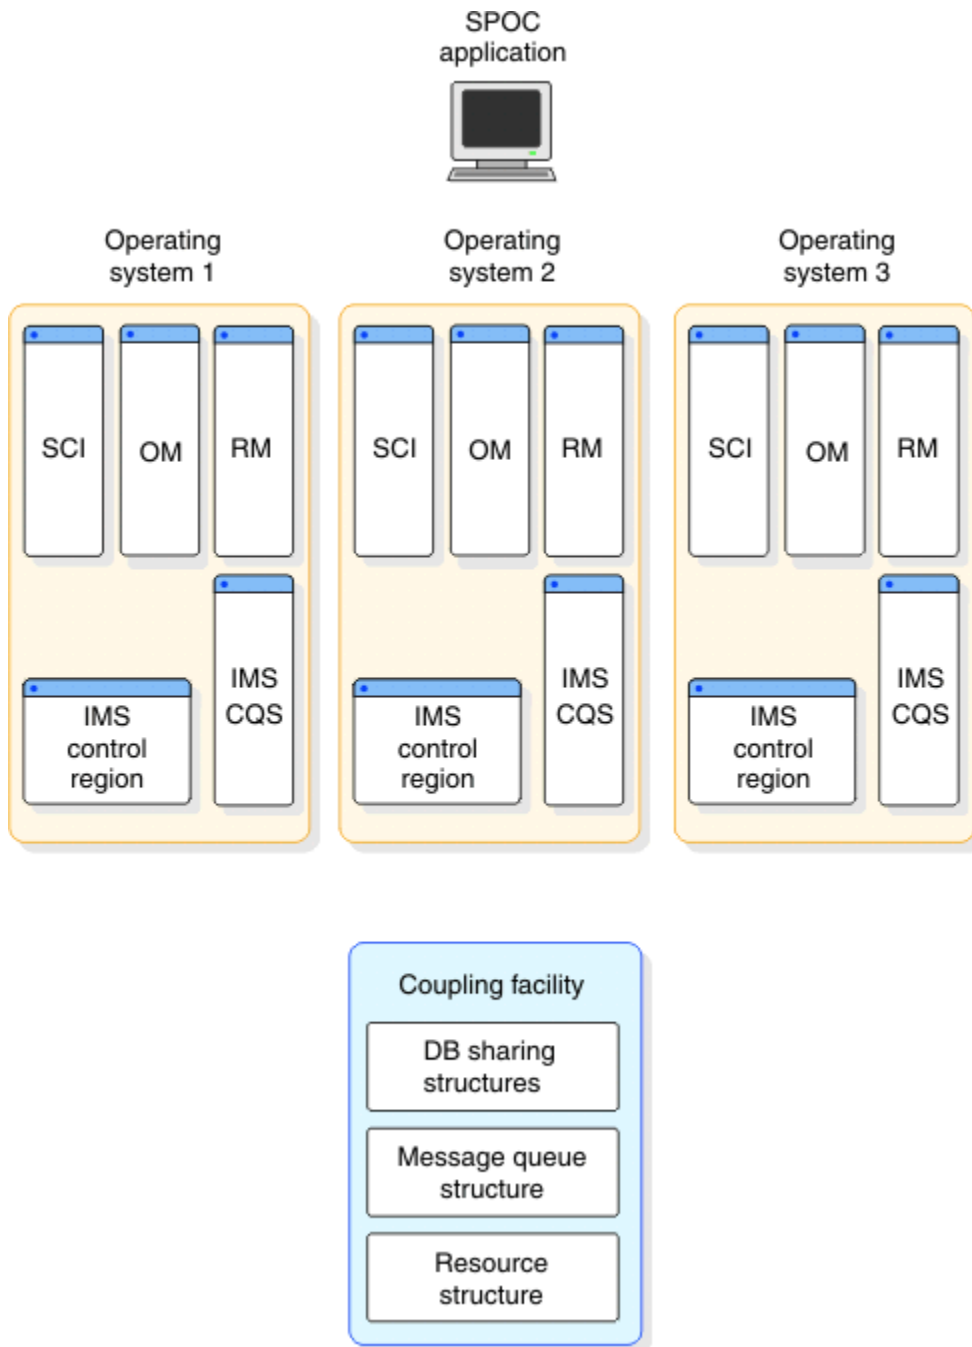 SPOC
application
Operating
system 1
Operating
system 2
Operating
system 3
SCI
OM
RM
IMS
control
region
IMS
CQS
SCI
OM
RM
IMS
control
region
IMS
CQS
SCI
OM
RM
IMS
control
region
IMS
CQS
Coupling facility
DB sharing
structures
Message queue
structure
Resource
structure